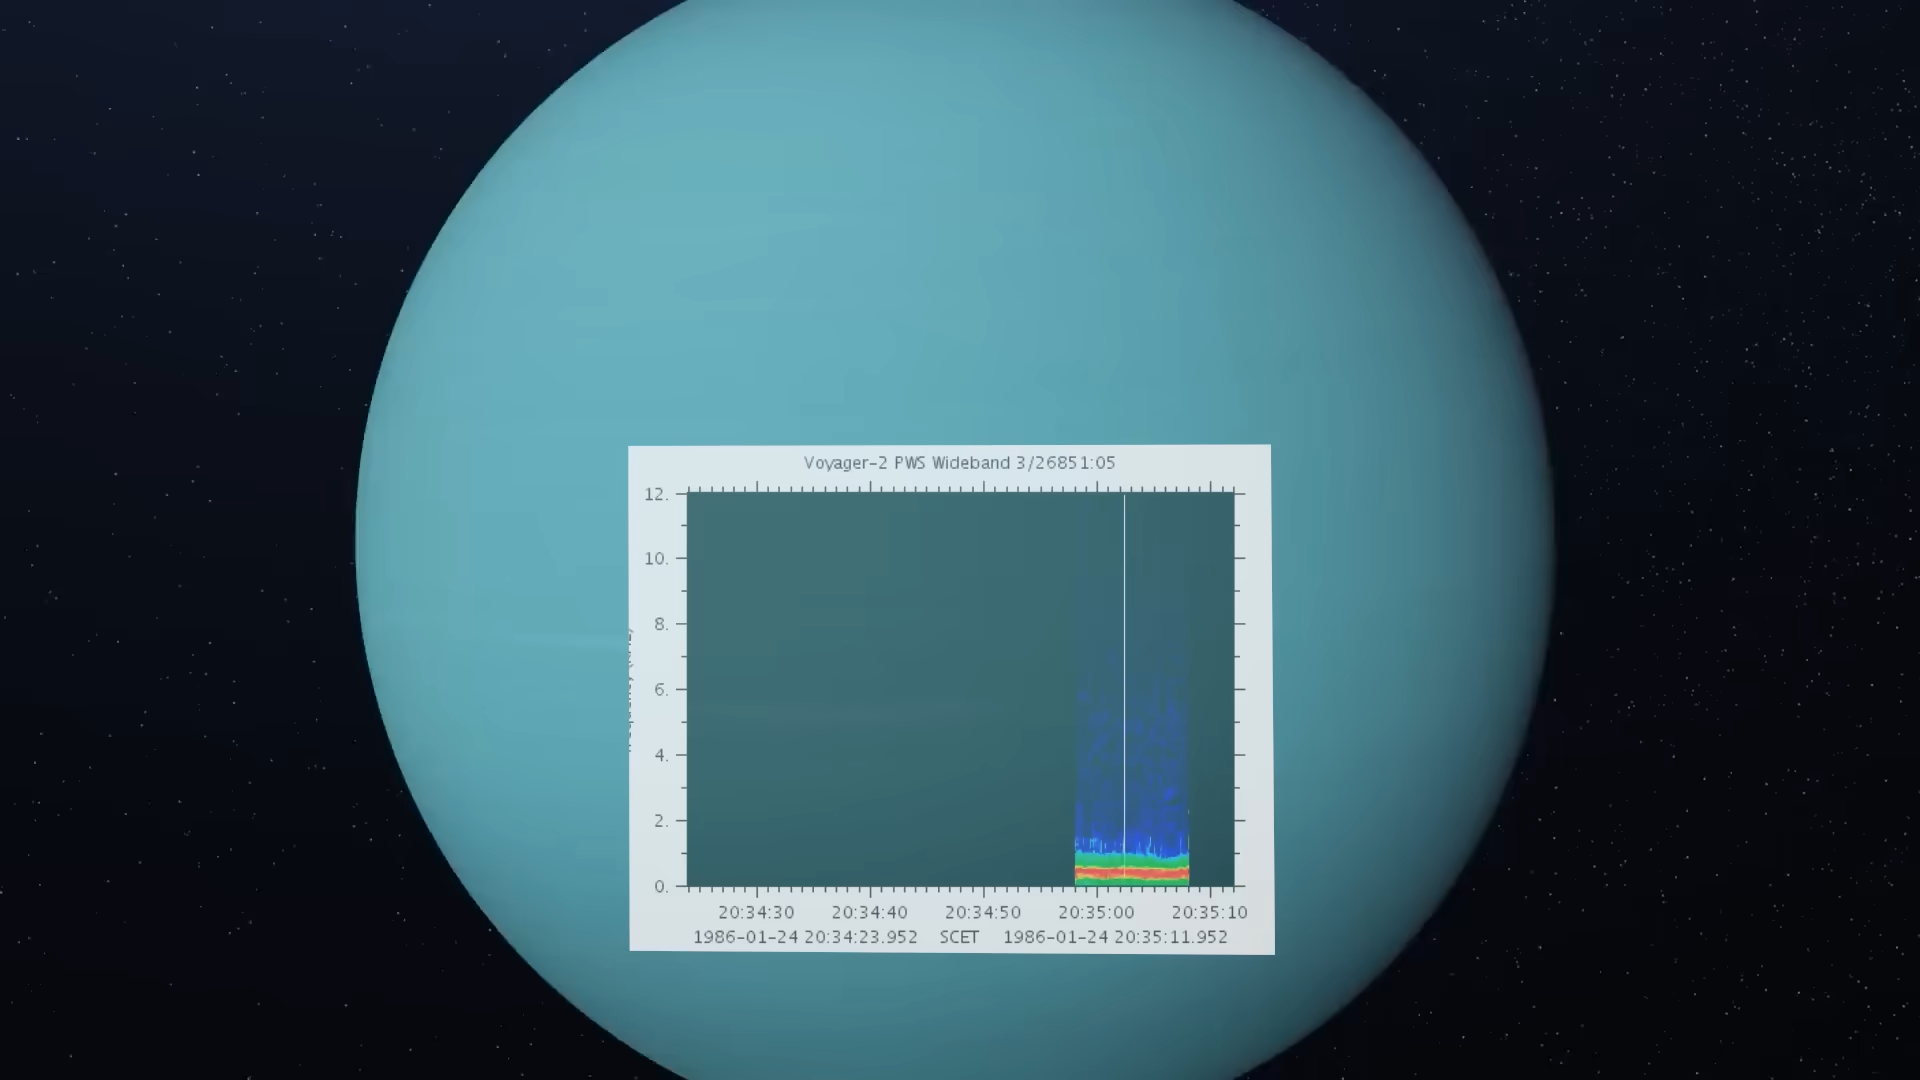 Voyager-2 PWS Wideband 3/26851:05
12.
10.
8.
6.
4.
2.
0.
20:34:30 20:34:40 20:34:50 20:35:00 20:35:10
1986-01-24 20:34:23.952 SCET 1986-01-24 20:35:11.952